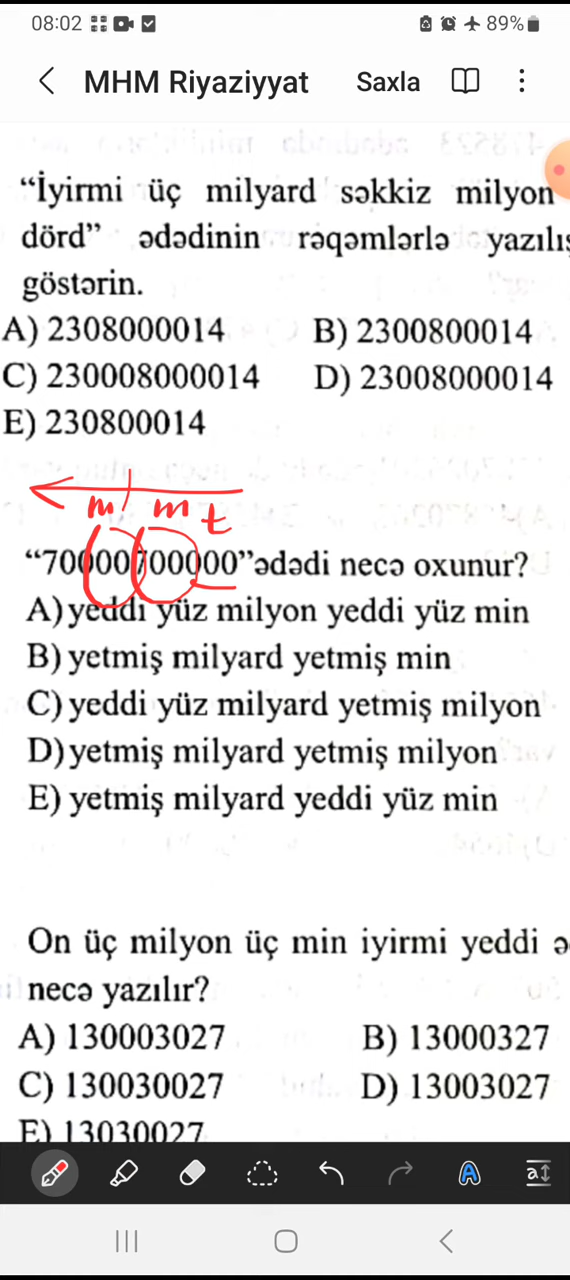 08:02 89%
MHM Riyaziyyat Saxla
“İyirmi üç milyard səkkiz milyon
dörd” ədədinin rəqəmlərlə yazılış
göstərin.
A) 2308000014 B) 2300800014
C) 230008000014 D) 23008000014
E) 230800014
m m t
“70000700000”ədədi necə oxunur?
A) yeddi yüz milyon yeddi yüz min
B) yetmiş milyard yetmiş min
C) yeddi yüz milyard yetmiş milyon
D) yetmiş milyard yetmiş milyon
E) yetmiş milyard yeddi yüz min
On üç milyon üç min iyirmi yeddi ə
necə yazılır?
A) 130003027 B) 13000327
C) 130030027 D) 13003027
E) 13030027